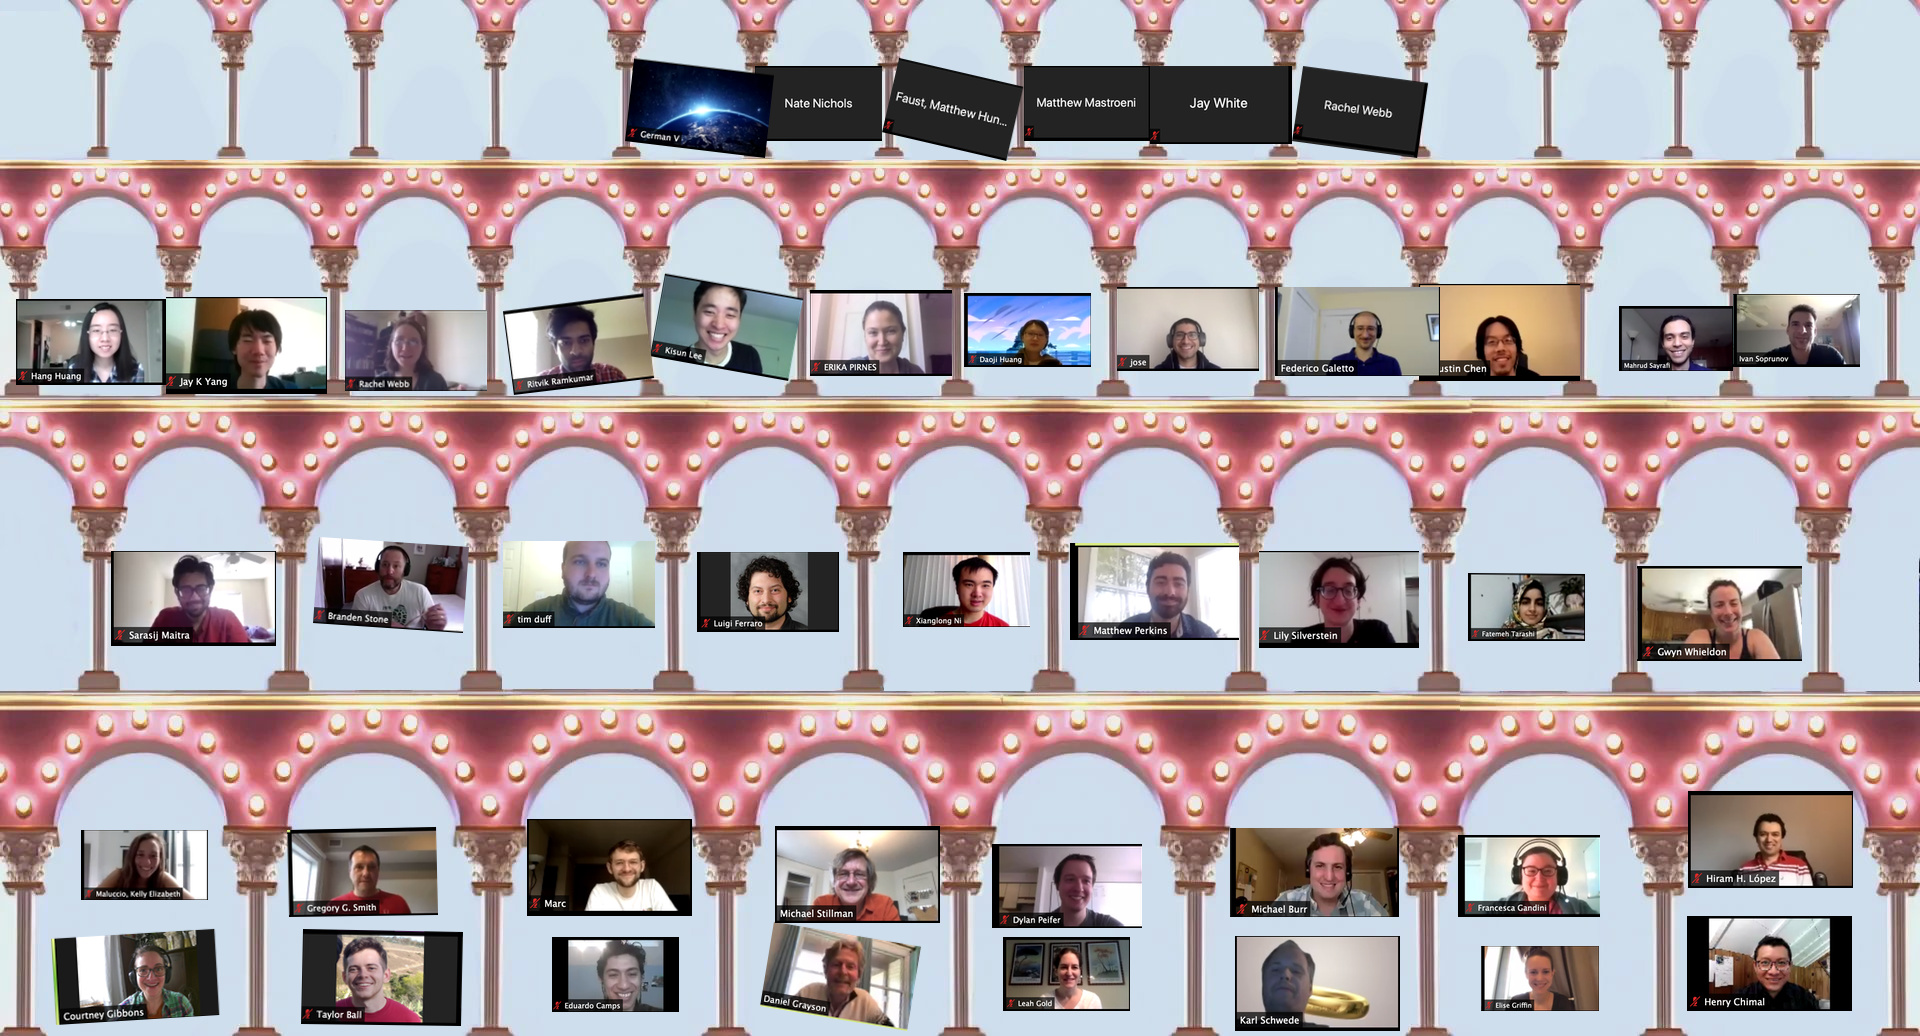 German V
Nate Nichols
Faust, Matthew Hun...
Matthew Mastroeni
Jay White
Rachel Webb
Hang Huang
Jay K Yang
Rachel Webb
Ritvik Ramkumar
Kisun Lee
ERIKA PIRNES
Daoji Huang
jose
Federico Galetto
ustin Chen
Mahrud Sayrafi
Ivan Soprunov
Sarasij Maitra
Branden Stone
tim duff
Luigi Ferraro
Xianglong Ni
Matthew Perkins
Lily Silverstein
Fatemeh Tarashi
Gwyn Whieldon
Maluccio, Kelly Elizabeth
Gregory G. Smith
Marc
Michael Stillman
Dylan Peifer
Michael Burr
Francesca Gandini
Hiram H. López
Courtney Gibbons
Taylor Ball
Eduardo Camps
Daniel Grayson
Leah Gold
Karl Schwede
Elise Griffin
Henry Chimal